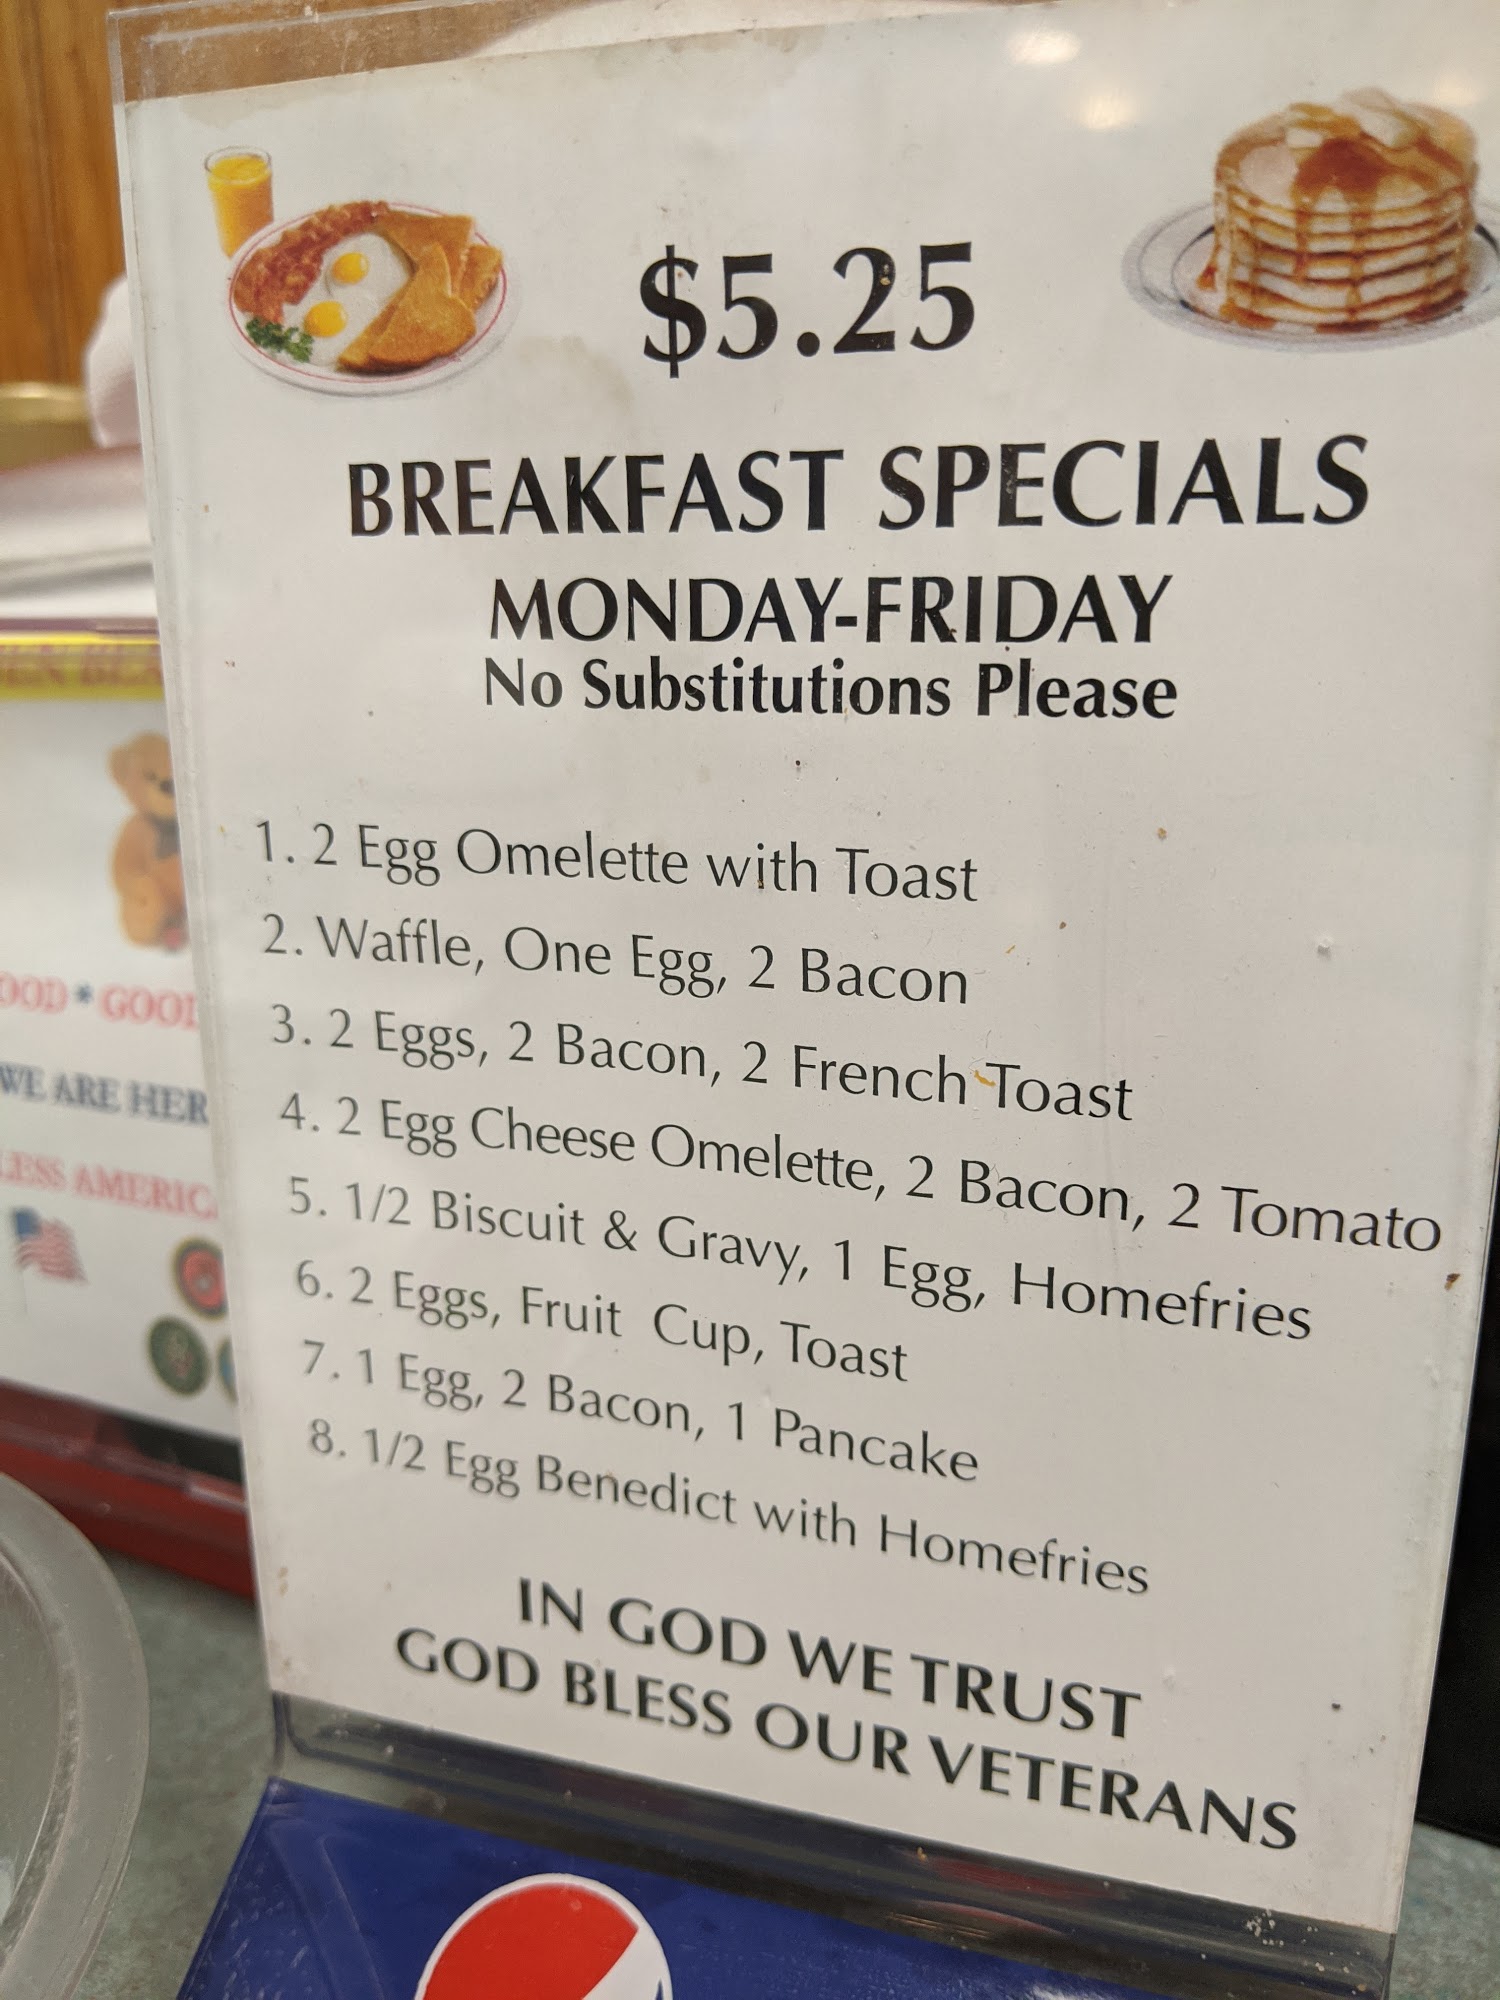 $5.25
BREAKFAST SPECIALS
MONDAY-FRIDAY
No Substitutions Please
1. 2 Egg Omelette with Toast
2. Waffle, One Egg, 2 Bacon
3. 2 Eggs, 2 Bacon, 2 French Toast
4. 2 Egg Cheese Omelette, 2 Bacon, 2 Tomato
5. 1/2 Biscuit & Gravy, 1 Egg, Homefries
6. 2 Eggs, Fruit Cup, Toast
7. 1 Egg, 2 Bacon, 1 Pancake
8. 1/2 Egg Benedict with Homefries
IN GOD WE TRUST
GOD BLESS OUR VETERANS
WE ARE HER